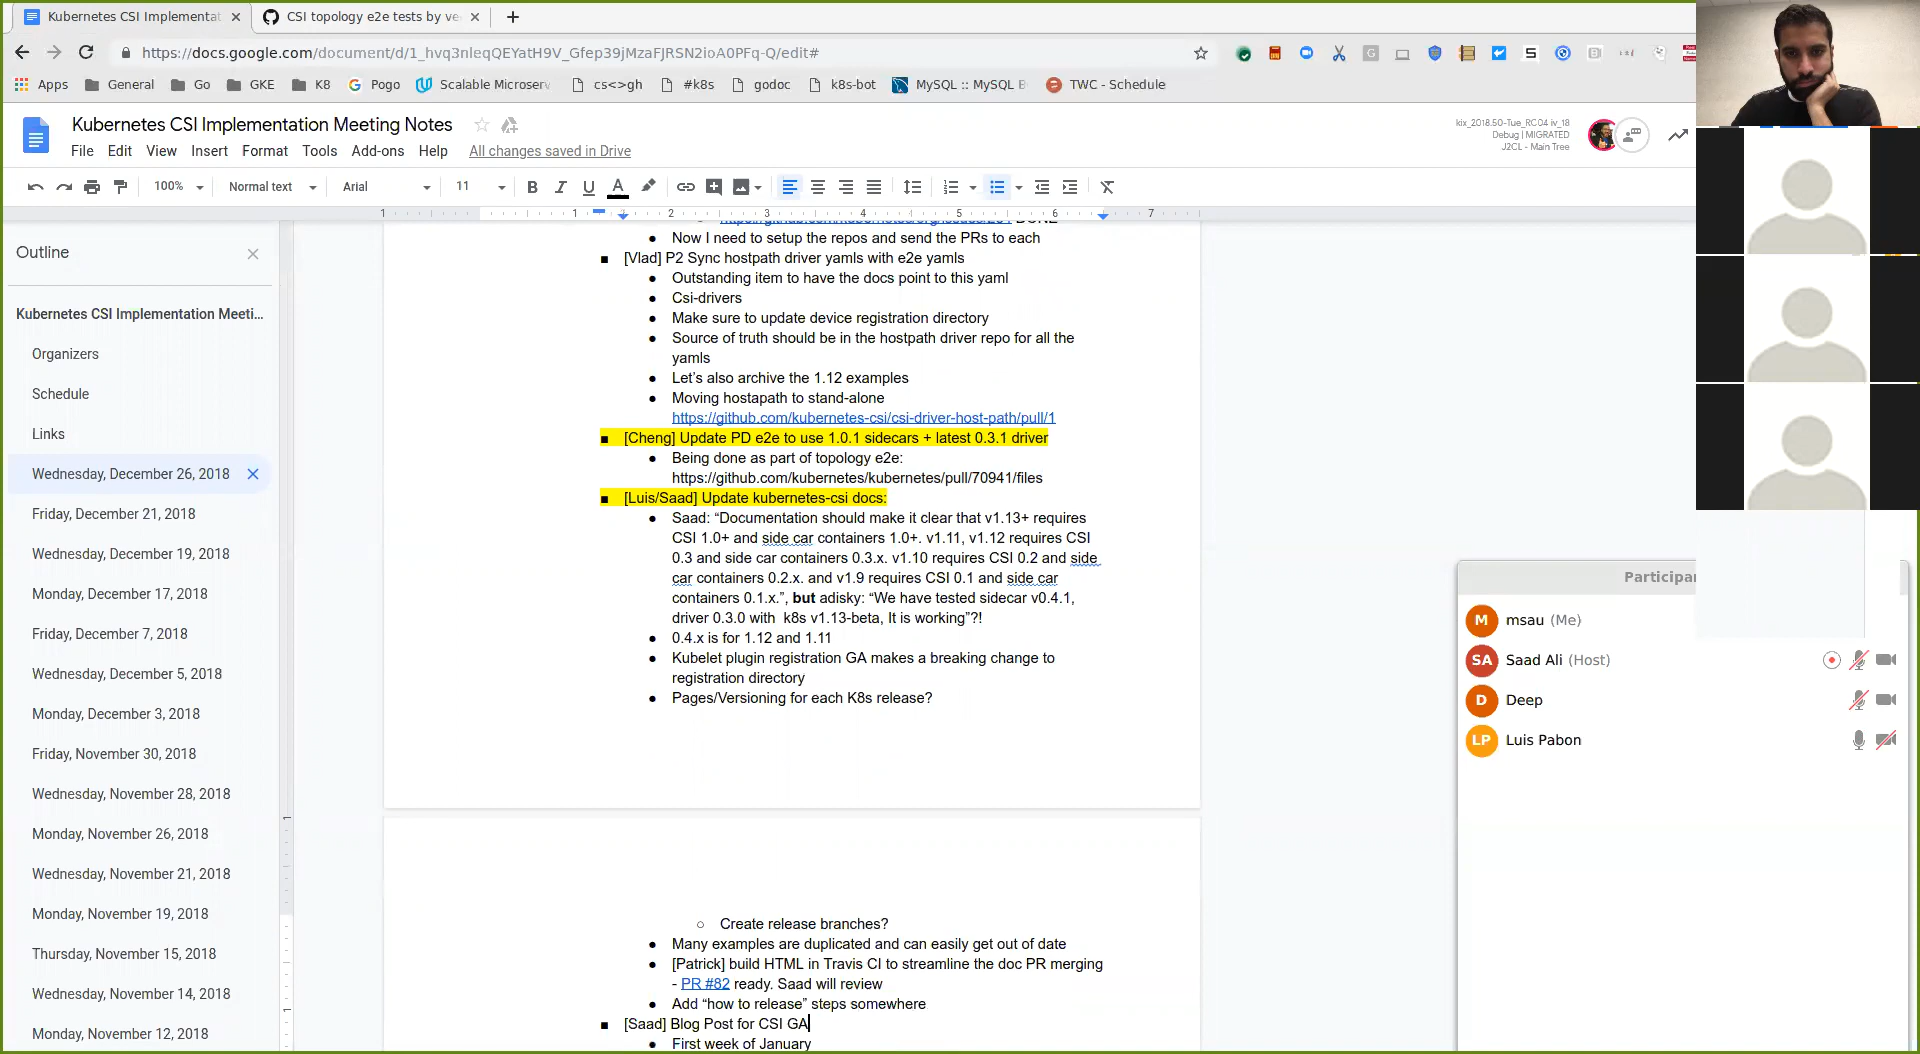 Kubernetes CSI Implementat
CSI topology e2e tests by ve
https://docs.google.com/document/d/1_hvq3nleqQEYatH9V_Gfep39jMzaFJRSN2ioA0PFq-Q/edit#
Apps General Go GKE K8 Pogo Scalable Microserv cs<>gh #k8s godoc k8s-bot MySQL :: MySQL TWC - Schedule
Kubernetes CSI Implementation Meeting Notes
kix_2018.50-Tue_RC04 iv_18
Debug | MIGRATED
J2CL - Main Tree
File Edit View Insert Format Tools Add-ons Help All changes saved in Drive
100% Normal text Arial 11
1 1 2 3 4 5 6 7
Outline
Kubernetes CSI Implementation Meeti...
Organizers
Schedule
Links
Wednesday, December 26, 2018
Friday, December 21, 2018
Wednesday, December 19, 2018
Monday, December 17, 2018
Friday, December 7, 2018
Wednesday, December 5, 2018
Monday, December 3, 2018
Friday, November 30, 2018
Wednesday, November 28, 2018
Monday, November 26, 2018
Wednesday, November 21, 2018
Monday, November 19, 2018
Thursday, November 15, 2018
Wednesday, November 14, 2018
Monday, November 12, 2018
● Now I need to setup the repos and send the PRs to each
■ [Vlad] P2 Sync hostpath driver yamls with e2e yamls
● Outstanding item to have the docs point to this yaml
● Csi-drivers
● Make sure to update device registration directory
● Source of truth should be in the hostpath driver repo for all the
yamls
● Let’s also archive the 1.12 examples
● Moving hostapath to stand-alone
https://github.com/kubernetes-csi/csi-driver-host-path/pull/1
■ [Cheng] Update PD e2e to use 1.0.1 sidecars + latest 0.3.1 driver
● Being done as part of topology e2e:
https://github.com/kubernetes/kubernetes/pull/70941/files
■ [Luis/Saad] Update kubernetes-csi docs:
● Saad: “Documentation should make it clear that v1.13+ requires
CSI 1.0+ and side car containers 1.0+. v1.11, v1.12 requires CSI
0.3 and side car containers 0.3.x. v1.10 requires CSI 0.2 and side
car containers 0.2.x. and v1.9 requires CSI 0.1 and side car
containers 0.1.x.”, but adisky: “We have tested sidecar v0.4.1,
driver 0.3.0 with k8s v1.13-beta, It is working”?!
● 0.4.x is for 1.12 and 1.11
● Kubelet plugin registration GA makes a breaking change to
registration directory
● Pages/Versioning for each K8s release?
○ Create release branches?
● Many examples are duplicated and can easily get out of date
● [Patrick] build HTML in Travis CI to streamline the doc PR merging
- PR #82 ready. Saad will review
● Add “how to release” steps somewhere
■ [Saad] Blog Post for CSI GA
● First week of January
Participa
M msau (Me)
SA Saad Ali (Host)
D Deep
LP Luis Pabon